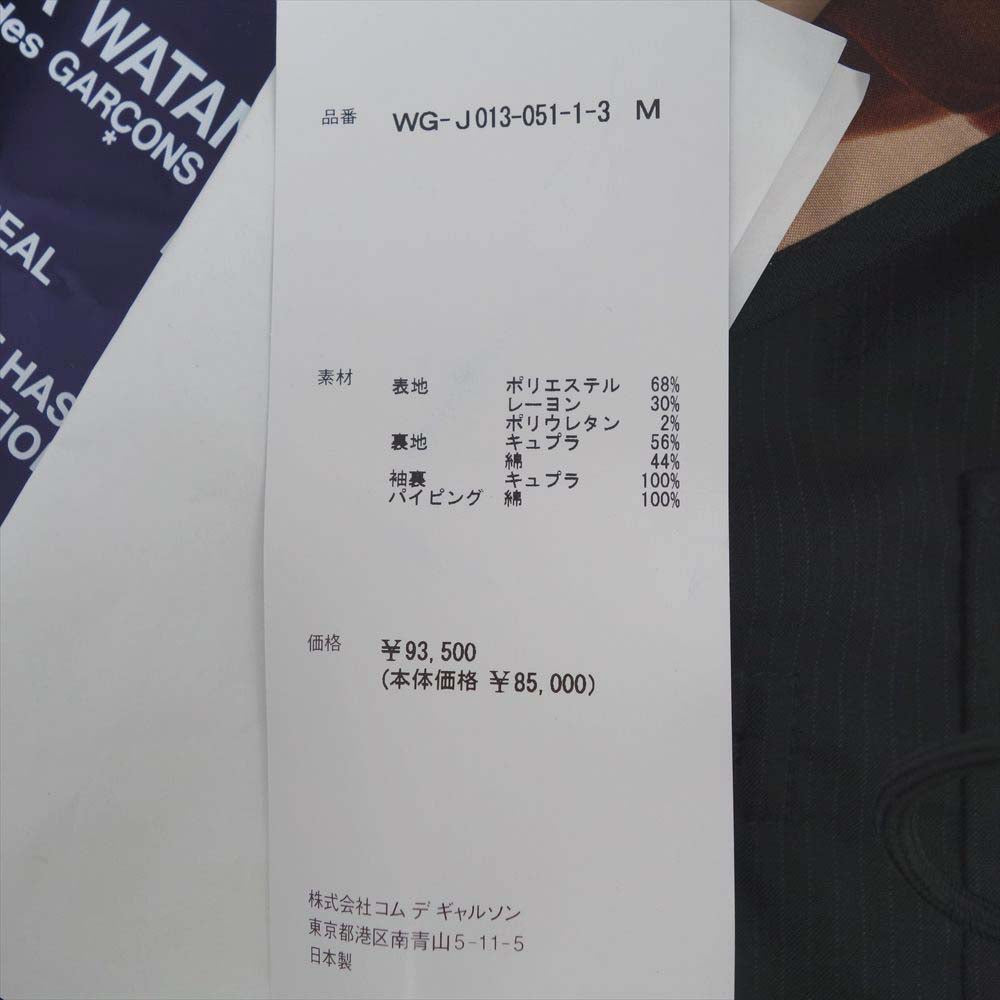 WATAN
des GARÇONS
*
EAL
HAS
TIO
品番 WG-J013-051-1-3 M
素材 表地 ポリエステル 68%
レーヨン 30%
ポリウレタン 2%
裏地 キュプラ 56%
綿 44%
袖裏 キュプラ 100%
パイピング 綿 100%
価格 ¥93,500
(本体価格 ¥85,000)
株式会社コム デ ギャルソン
東京都港区南青山5-11-5
日本製